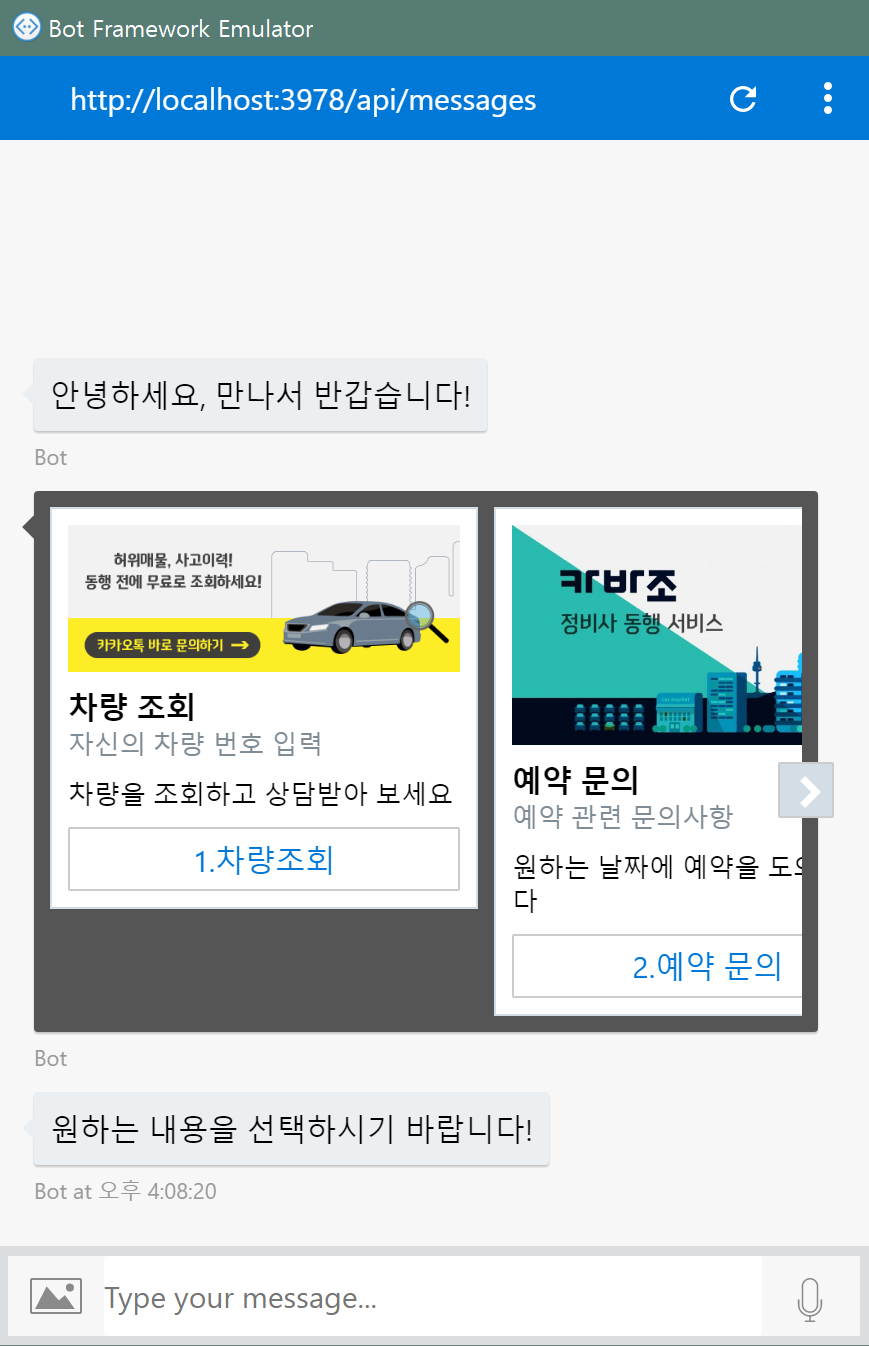 Bot Framework Emulator
http://localhost:3978/api/messages
안녕하세요, 만나서 반갑습니다!
Bot
허위매물, 사고이력!
동행 전에 무료로 조회하세요!
카카오톡 바로 문의하기 →
차량 조회
자신의 차량 번호 입력
차량을 조회하고 상담받아 보세요
1.차량조회
카바조
정비사 동행 서비스
car market
예약 문의
예약 관련 문의사항
원하는 날짜에 예약을
다
2.예약 문의
Bot
원하는 내용을 선택하시기 바랍니다!
Bot at 오후 4:08:20
Type your message...